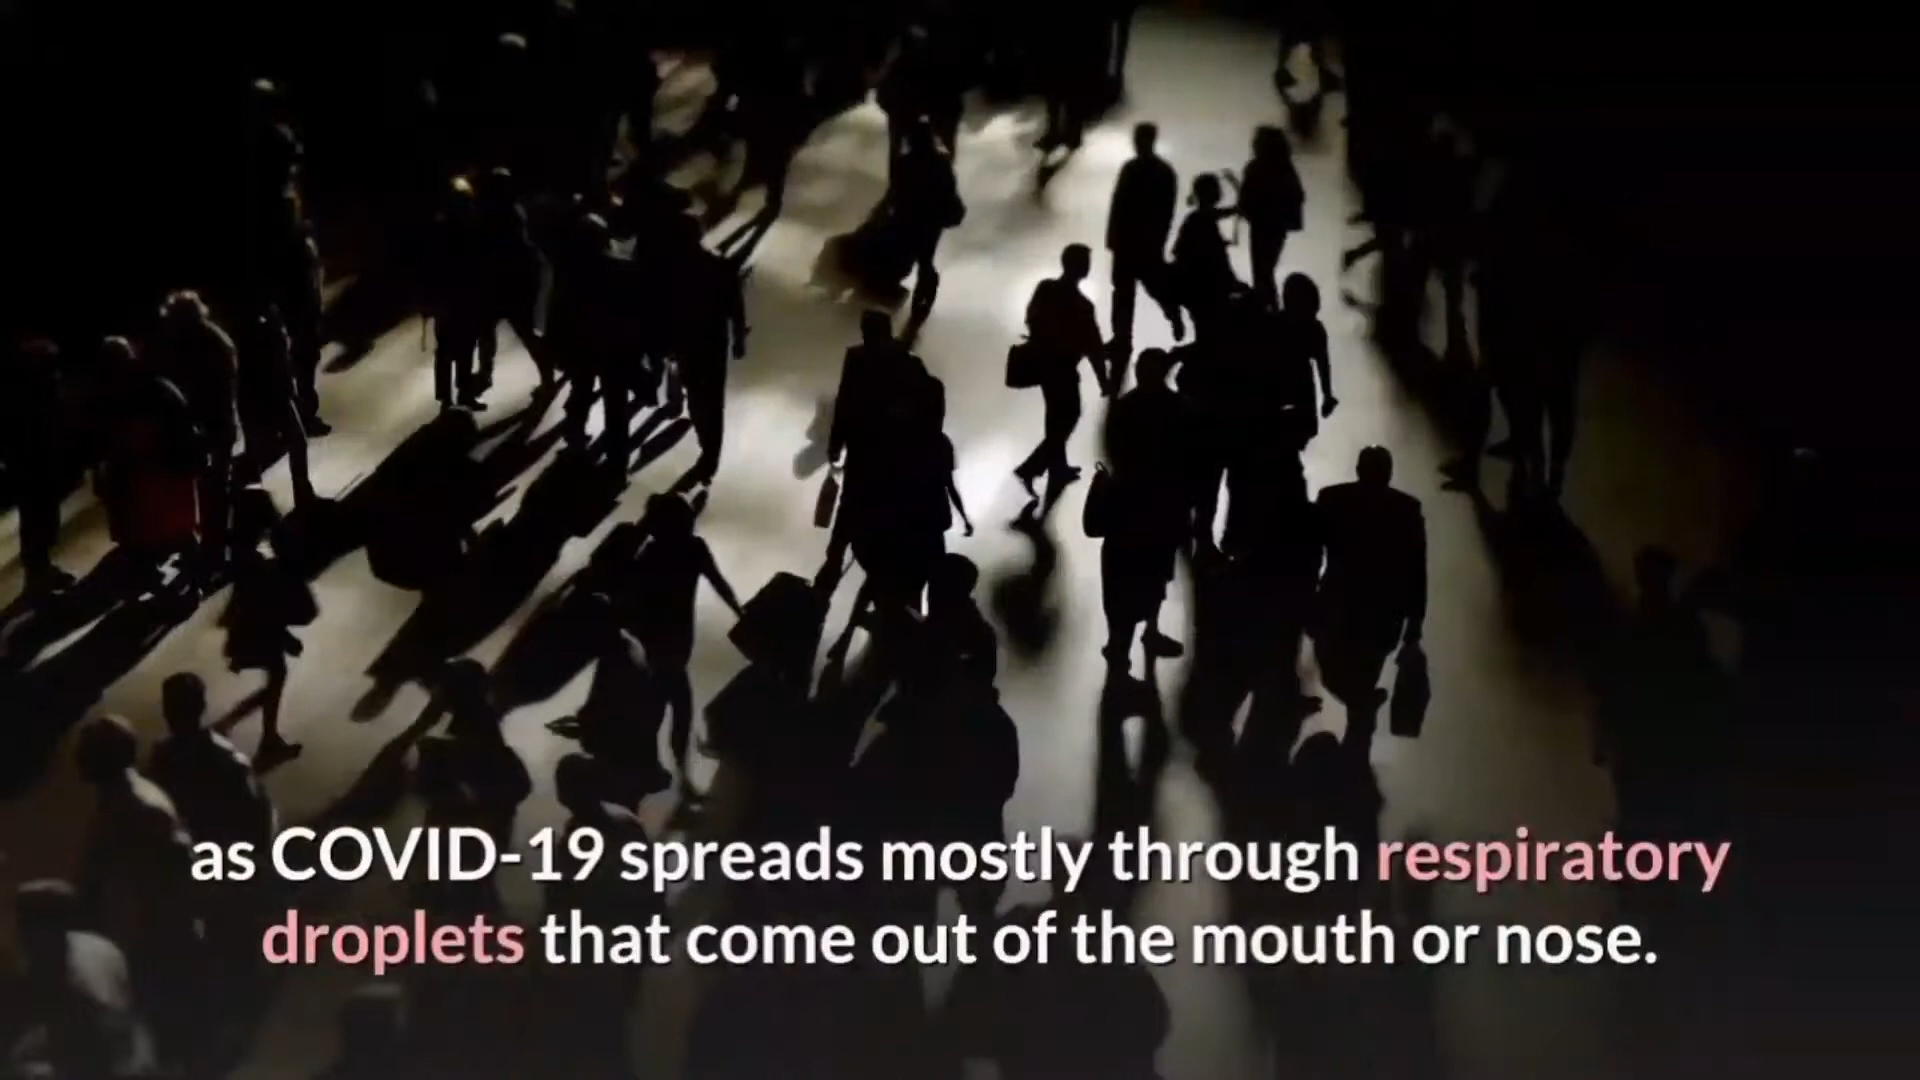 as COVID-19 spreads mostly through respiratory
droplets that come out of the mouth or nose.